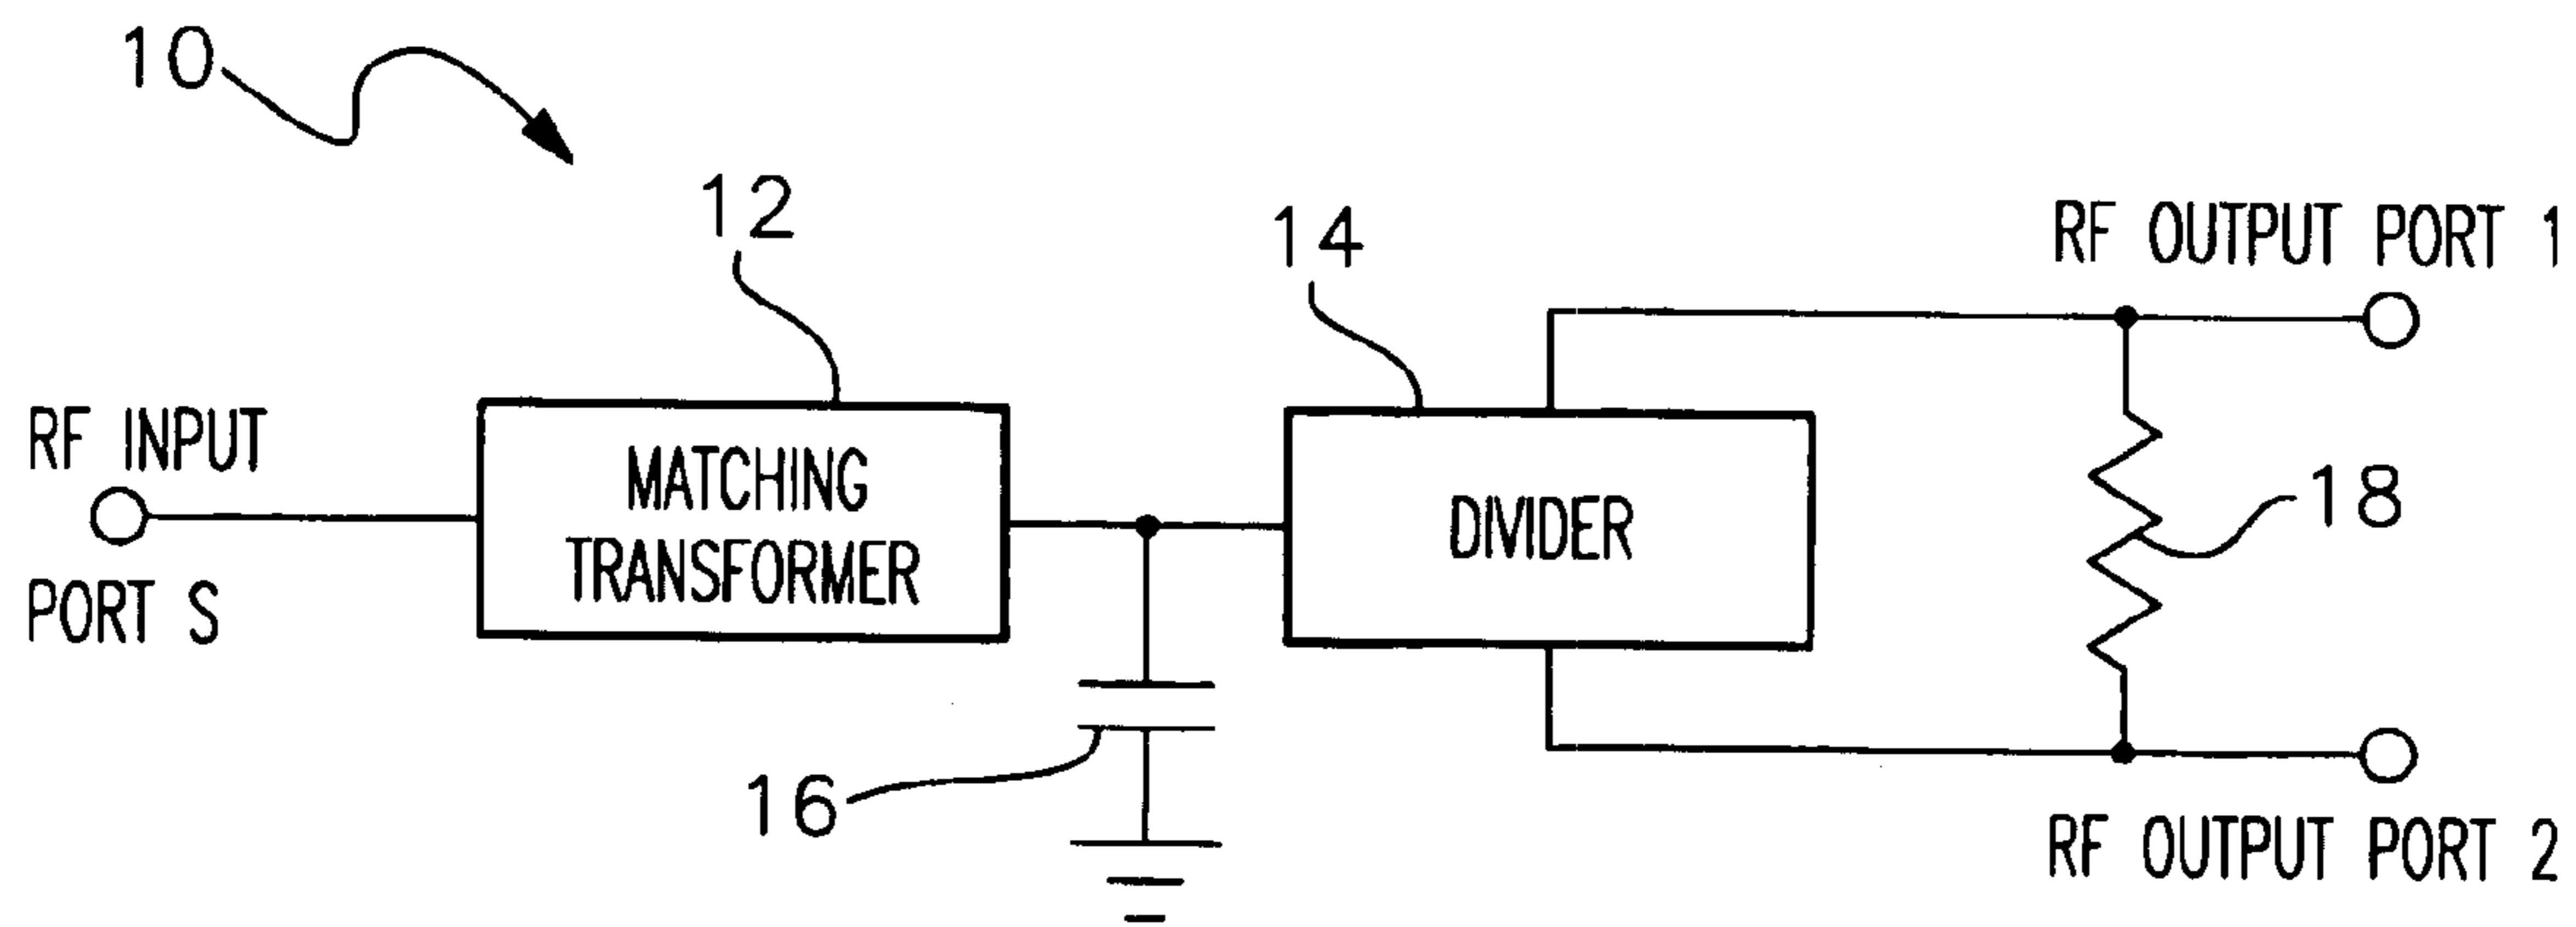 10
12
14
RF OUTPUT PORT 1
RF INPUT
PORT S
MATCHING
TRANSFORMER
DIVIDER
18
16
RF OUTPUT PORT 2